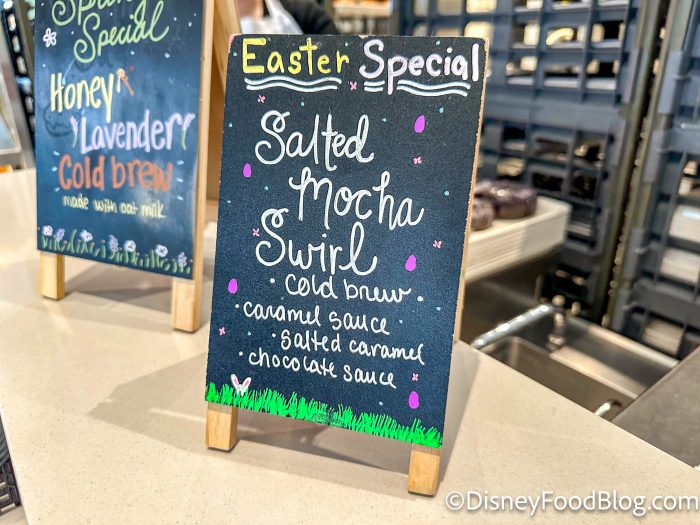 Spring
Special
Honey
Lavender
Cold brew
made with oat milk
Easter Special
Salted
Mocha
Swirl
cold brew
• caramel sauce
• salted caramel
• chocolate sauce
©DisneyFoodBlog.com